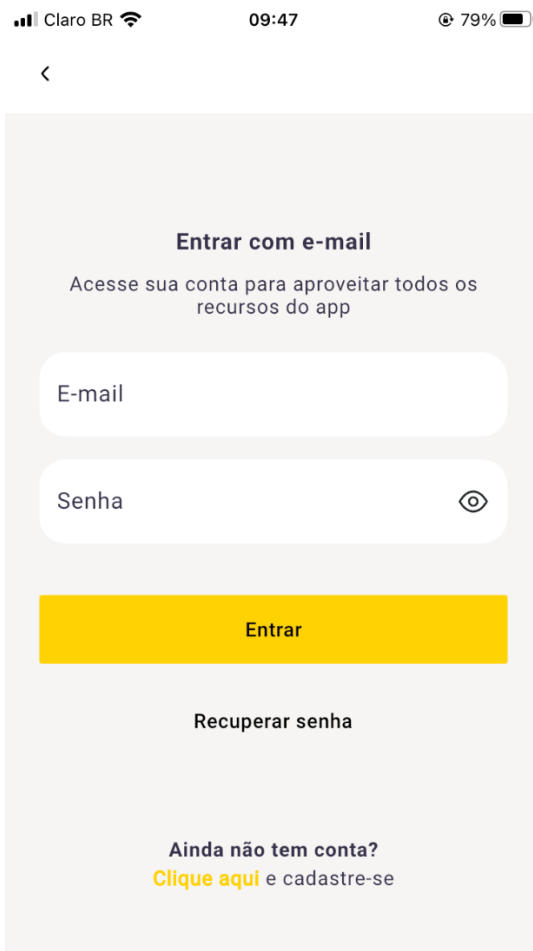 Claro BR 09:47 79%
Entrar com e-mail
Acesse sua conta para aproveitar todos os
recursos do app
E-mail
Senha
Entrar
Recuperar senha
Ainda não tem conta?
Clique aqui e cadastre-se